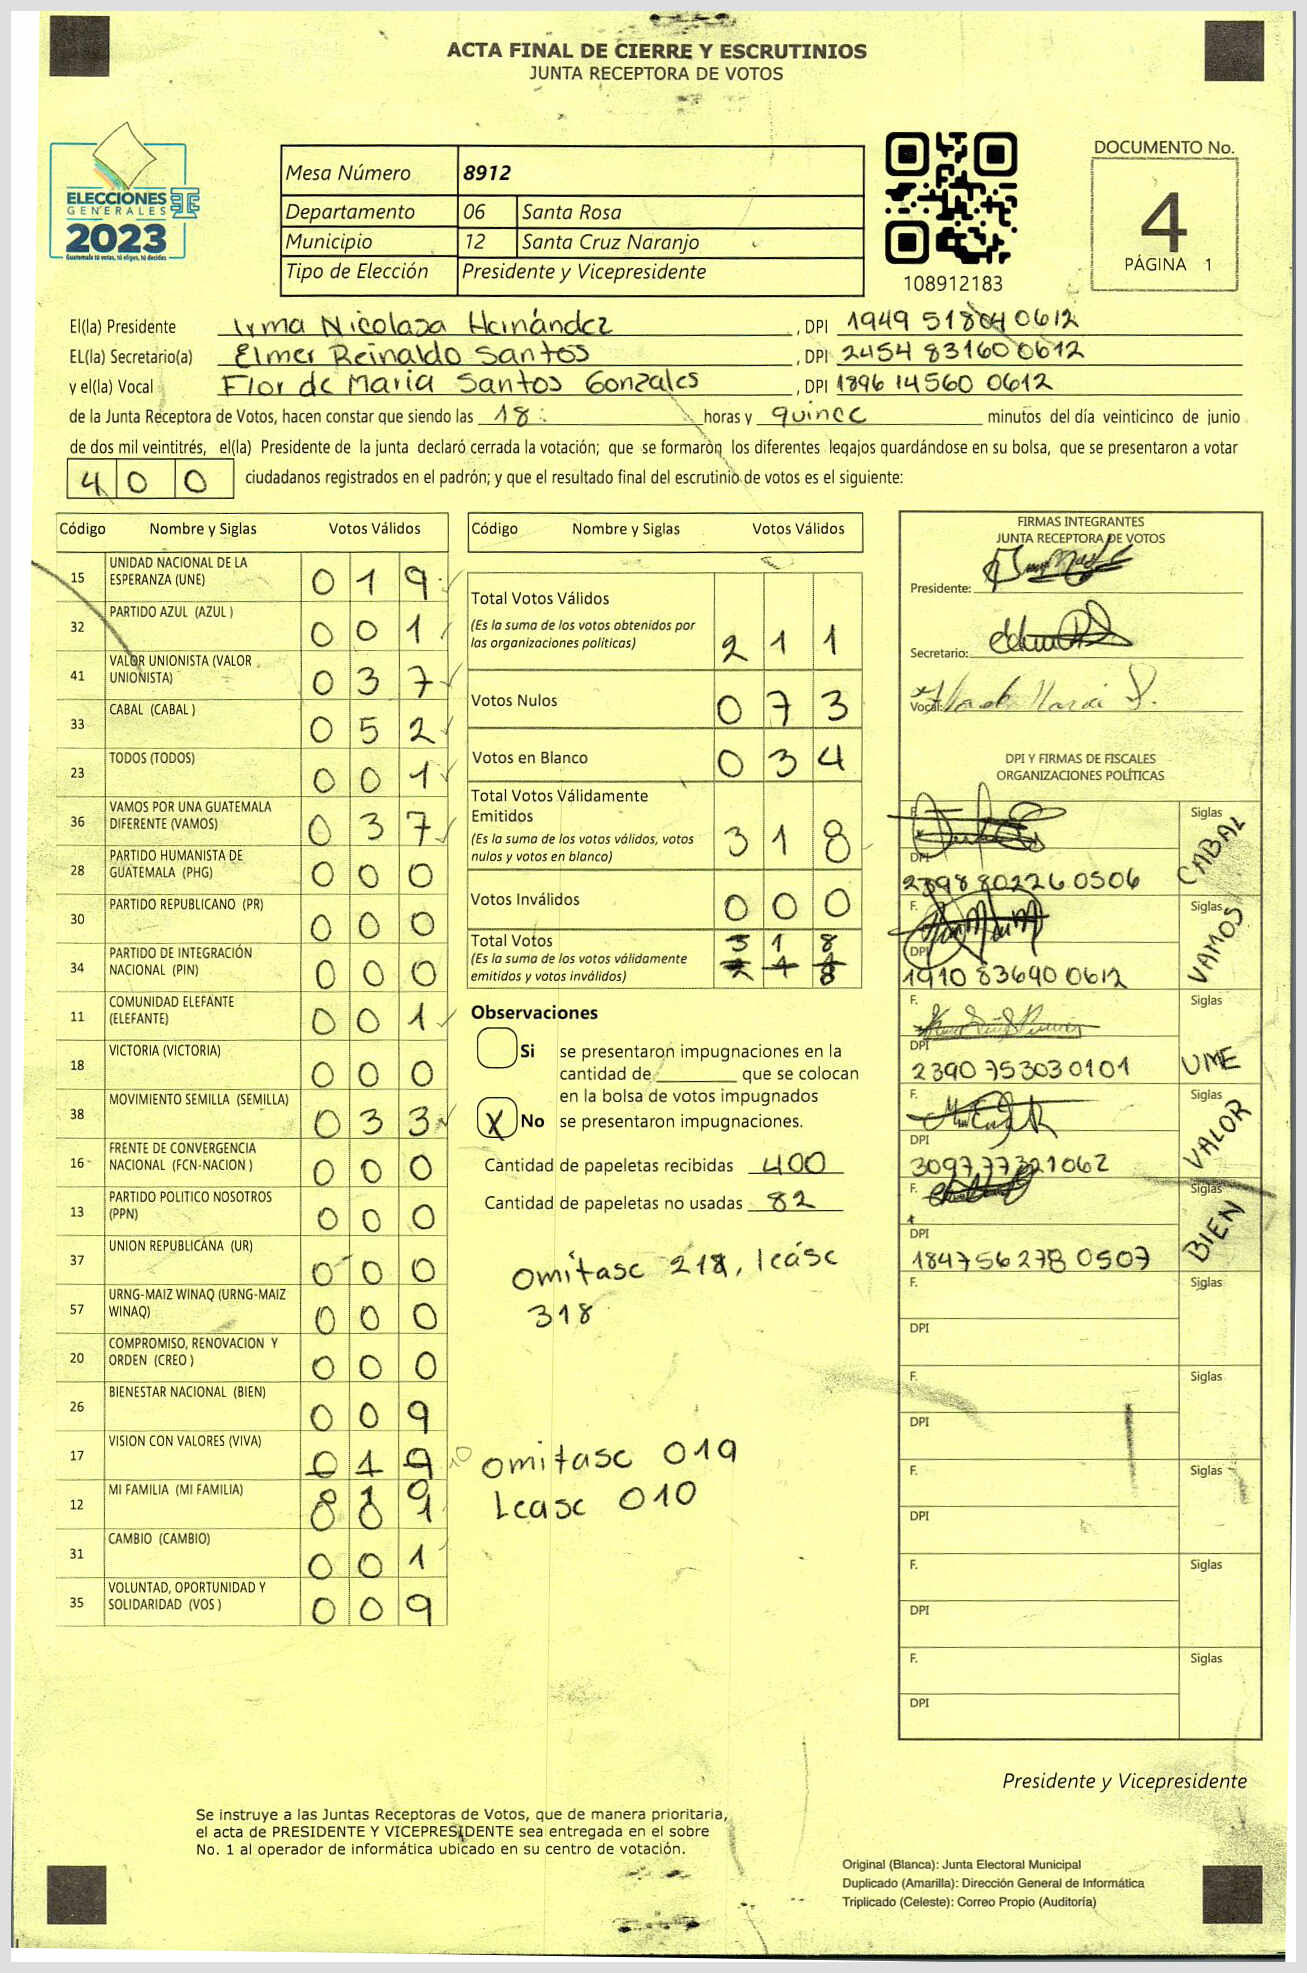 ACTA FINAL DE CIERRE Y ESCRUTINIOS
JUNTA RECEPTORA DE VOTOS
ELECCIONES
GENERALES
2023
Guatemala tú votas, tú eliges, tú decides
Mesa Número 8912
Departamento 06 Santa Rosa
Municipio 12 Santa Cruz Naranjo
Tipo de Elección Presidente y Vicepresidente
108912183
DOCUMENTO No.
4
PÁGINA 1
El(la) Presidente Irma Nicolasa Hernández , DPI 1949 51804 0612
EL(la) Secretario(a) Elmer Reinaldo Santos , DPI 2454 83160 0612
y el(la) Vocal Flor de Maria Santos Gonzales , DPI 1896 14560 0612
de la Junta Receptora de Votos, hacen constar que siendo las 18: horas y quince minutos del día veinticinco de junio
de dos mil veintitrés, el(la) Presidente de la junta declaró cerrada la votación; que se formaron los diferentes legajos guardándose en su bolsa, que se presentaron a votar
400 ciudadanos registrados en el padrón; y que el resultado final del escrutinio de votos es el siguiente:
Código Nombre y Siglas Votos Válidos
15 UNIDAD NACIONAL DE LA ESPERANZA (UNE) 0 1 9
32 PARTIDO AZUL (AZUL ) 0 0 1
41 VALOR UNIONISTA (VALOR UNIONISTA) 0 3 7
33 CABAL (CABAL ) 0 5 2
23 TODOS (TODOS) 0 0 1
36 VAMOS POR UNA GUATEMALA DIFERENTE (VAMOS) 0 3 7
28 PARTIDO HUMANISTA DE GUATEMALA (PHG) 0 0 0
30 PARTIDO REPUBLICANO (PR) 0 0 0
34 PARTIDO DE INTEGRACIÓN NACIONAL (PIN) 0 0 0
11 COMUNIDAD ELEFANTE (ELEFANTE) 0 0 1
18 VICTORIA (VICTORIA) 0 0 0
38 MOVIMIENTO SEMILLA (SEMILLA) 0 3 3
16 FRENTE DE CONVERGENCIA NACIONAL (FCN-NACION ) 0 0 0
13 PARTIDO POLITICO NOSOTROS (PPN) 0 0 0
37 UNION REPUBLICANA (UR) 0 0 0
57 URNG-MAIZ WINAQ (URNG-MAIZ WINAQ) 0 0 0
20 COMPROMISO, RENOVACION Y ORDEN (CREO ) 0 0 0
26 BIENESTAR NACIONAL (BIEN) 0 0 9
17 VISION CON VALORES (VIVA) 0 1 9
12 MI FAMILIA (MI FAMILIA)
31 CAMBIO (CAMBIO) 0 0 1
35 VOLUNTAD, OPORTUNIDAD Y SOLIDARIDAD (VOS ) 0 0 9
Código Nombre y Siglas Votos Válidos
Total Votos Válidos 2 1 1
(Es la suma de los votos obtenidos por
las organizaciones políticas)
Votos Nulos 0 7 3
Votos en Blanco 0 3 4
Total Votos Válidamente
Emitidos 3 1 8
(Es la suma de los votos válidos, votos
nulos y votos en blanco)
Votos Inválidos 0 0 0
Total Votos 3 1 8
(Es la suma de los votos válidamente
emitidos y votos inválidos)
Observaciones
Si se presentaron impugnaciones en la
cantidad de ________ que se colocan
en la bolsa de votos impugnados
X No se presentaron impugnaciones.
Cantidad de papeletas recibidas 400
Cantidad de papeletas no usadas 82
omitase 218, leáse
318
omitase 019
Lease 010
FIRMAS INTEGRANTES
JUNTA RECEPTORA DE VOTOS
Presidente:
Secretario:
Vocal:
DPI Y FIRMAS DE FISCALES
ORGANIZACIONES POLÍTICAS
F. Siglas CABAL
DPI
2398 80226 0506
F. Siglas VAMOS
DPI
1910 83690 0612
F. Siglas UNE
DPI
2390 75303 0101
F. Siglas VALOR
DPI
3097 77321 062
F. Siglas BIEN
DPI
1847 56278 0507
F. Siglas
DPI
F. Siglas
DPI
F. Siglas
DPI
F. Siglas
DPI
F. Siglas
DPI
Presidente y Vicepresidente
Se instruye a las Juntas Receptoras de Votos, que de manera prioritaria,
el acta de PRESIDENTE Y VICEPRESIDENTE sea entregada en el sobre
No. 1 al operador de informática ubicado en su centro de votación.
Original (Blanca): Junta Electoral Municipal
Duplicado (Amarilla): Dirección General de Informática
Triplicado (Celeste): Correo Propio (Auditoría)